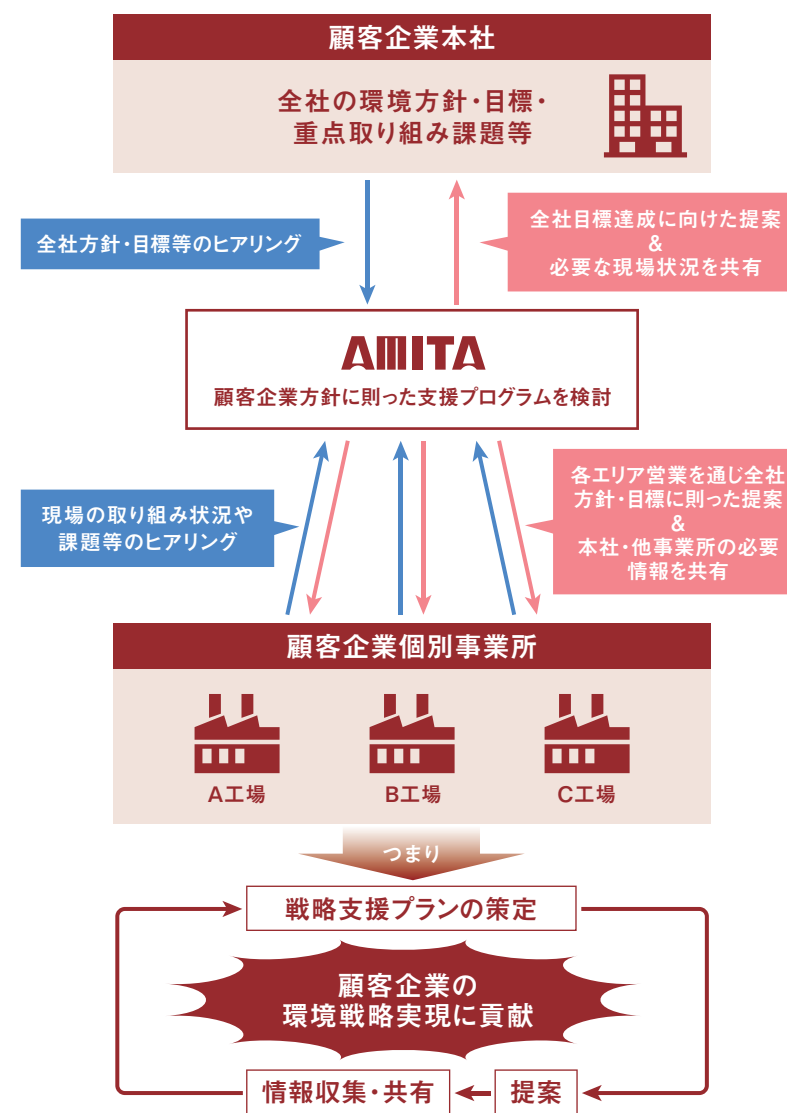 顧客企業本社
全社の環境方針・目標・
重点取り組み課題等
全社方針・目標等のヒアリング
全社目標達成に向けた提案
&
必要な現場状況を共有
AMITA
顧客企業方針に則った支援プログラムを検討
現場の取り組み状況や
課題等のヒアリング
各エリア営業を通じ全社
方針・目標に則った提案
&
本社・他事業所の必要
情報を共有
顧客企業個別事業所
A工場
B工場
C工場
つまり
戦略支援プランの策定
顧客企業の
環境戦略実現に貢献
情報収集・共有
提案